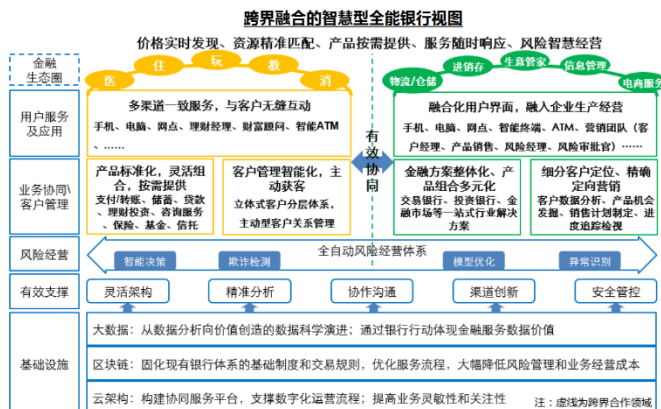 跨界融合的智慧型全能银行视图
价格实时发现、资源精准匹配、产品按需提供、服务随时响应、风险智慧经营
金融
生态圈
医
住
玩
教
消
物流/仓储
进销存
生意管家
信息管理
电商服务
用户服务
及应用
多渠道一致服务，与客户无缝互动
手机、电脑、网点、理财经理、财富顾问、智能ATM
、……
有效协同
融合化用户界面，融入企业生产经营
手机、电脑、网点、智能终端、ATM、营销团队（客
户经理、产品销售、风险经理、风险审批官）……
业务协同\
客户管理
产品标准化，灵活
组合，按需提供
支付/转账、储蓄、贷款
、理财投资、咨询服务
、保险、基金、信托
客户管理智能化，主
动获客
立体式客户分层体系，
主动型客户关系管理
金融方案整体化、产
品组合多元化
交易银行、投资银行、金
融市场等一站式行业解决
方案
细分客户定位、精确
定向营销
客户数据分析、产品机会
发掘、销售计划制定、进度
追踪检视
风险经营
全自动风险经营体系
智能决策
欺诈检测
模型优化
异常识别
有效支撑
灵活架构
精准分析
协作沟通
渠道创新
安全管控
基础设施
大数据：从数据分析向价值创造的数据科学演进；通过银行行动体现金融服务数据价值
区块链：固化现有银行体系的基础制度和交易规则，优化服务流程，大幅降低风险管理和业务经营成本
云架构：构建协同服务平台，支撑数字化运营流程；提高业务灵敏性和关注性
注：虚线为跨界合作领域